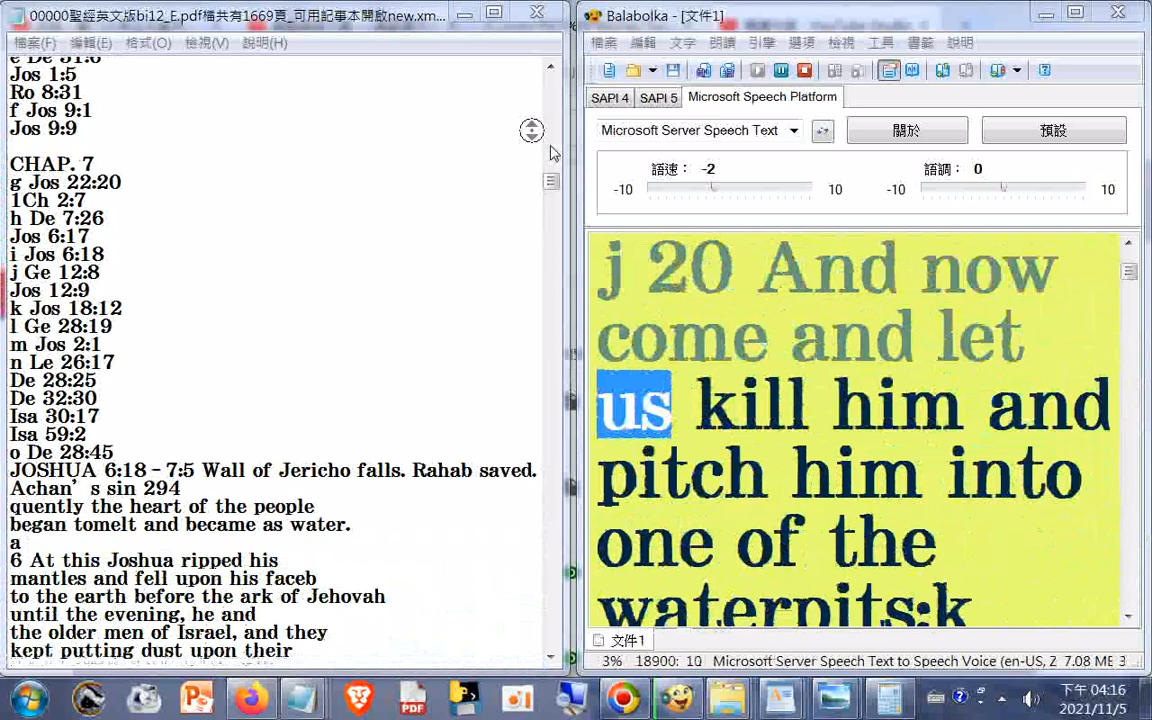 00000聖經英文版bi12_E.pdf檔共有1669頁_可用記事本開啟new.xm...
檔案(F) 編輯(E) 格式(O) 檢視(V) 說明(H)
e De 31:6
Jos 1:5
Ro 8:31
f Jos 9:1
Jos 9:9
CHAP. 7
g Jos 22:20
1Ch 2:7
h De 7:26
Jos 6:17
i Jos 6:18
j Ge 12:8
Jos 12:9
k Jos 18:12
l Ge 28:19
m Jos 2:1
n Le 26:17
De 28:25
De 32:30
Isa 30:17
Isa 59:2
o De 28:45
JOSHUA 6:18–7:5 Wall of Jericho falls. Rahab saved.
Achan’s sin 294
quently the heart of the people
began tomelt and became as water.
a
6 At this Joshua ripped his
mantles and fell upon his faceb
to the earth before the ark of Jehovah
until the evening, he and
the older men of Israel, and they
kept putting dust upon their
Balabolka - [文件1]
檔案 編輯 文字 朗讀 引擎 選項 檢視 工具 書籤 說明
SAPI 4 SAPI 5 Microsoft Speech Platform
Microsoft Server Speech Text 關於 預設
語速： -2 語調： 0
-10 10 -10 10
j 20 And now
come and let
us kill him and
pitch him into
one of the
waterpits;k
文件1
3% 18900: 10 Microsoft Server Speech Text to Speech Voice (en-US, Z 7.08 MB 3
PDF
下午 04:16
2021/11/5